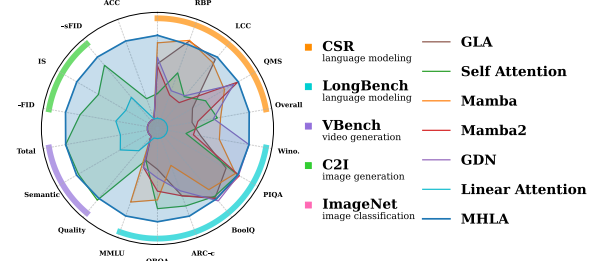 ACC
RBP
LCC
QMS
Overall
Wino.
PIQA
BoolQ
ARC-c
OBQA
MMLU
Quality
Semantic
Total
-FID
IS
-sFID
CSR
language modeling
LongBench
language modeling
VBench
video generation
C2I
image generation
ImageNet
image classification
GLA
Self Attention
Mamba
Mamba2
GDN
Linear Attention
MHLA